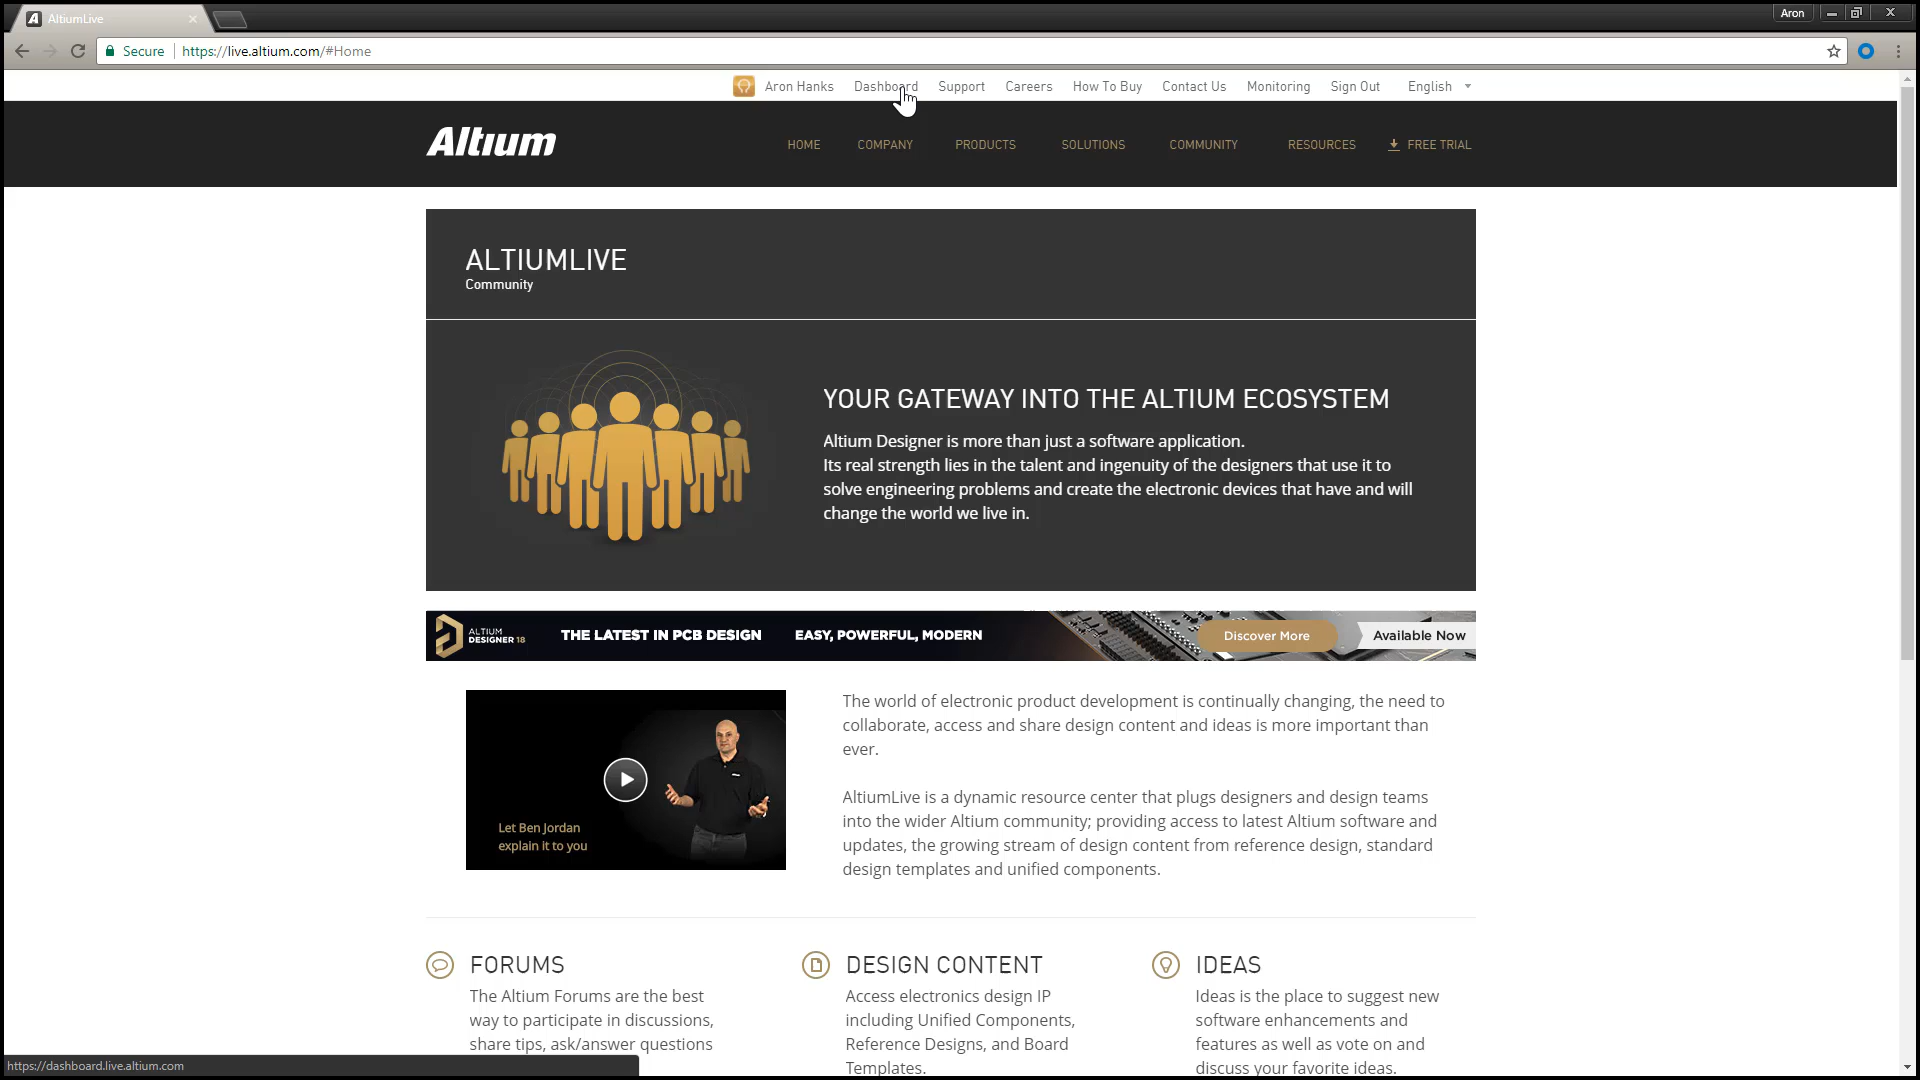 AltiumLive
Aron
Secure
https://live.altium.com/#Home
Aron Hanks
Dashboard
Support
Careers
How To Buy
Contact Us
Monitoring
Sign Out
English
Altium
HOME
COMPANY
PRODUCTS
SOLUTIONS
COMMUNITY
RESOURCES
FREE TRIAL
ALTIUMLIVE
Community
YOUR GATEWAY INTO THE ALTIUM ECOSYSTEM
Altium Designer is more than just a software application.
Its real strength lies in the talent and ingenuity of the designers that use it to
solve engineering problems and create the electronic devices that have and will
change the world we live in.
ALTIUM
DESIGNER 18
THE LATEST IN PCB DESIGN
EASY, POWERFUL, MODERN
Discover More
Available Now
Let Ben Jordan
explain it to you
The world of electronic product development is continually changing, the need to
collaborate, access and share design content and ideas is more important than
ever.
AltiumLive is a dynamic resource center that plugs designers and design teams
into the wider Altium community; providing access to latest Altium software and
updates, the growing stream of design content from reference design, standard
design templates and unified components.
FORUMS
The Altium Forums are the best
way to participate in discussions,
share tips, ask/answer questions
DESIGN CONTENT
Access electronics design IP
including Unified Components,
Reference Designs, and Board
Templates.
IDEAS
Ideas is the place to suggest new
software enhancements and
features as well as vote on and
discuss your favorite ideas.
https://dashboard.live.altium.com